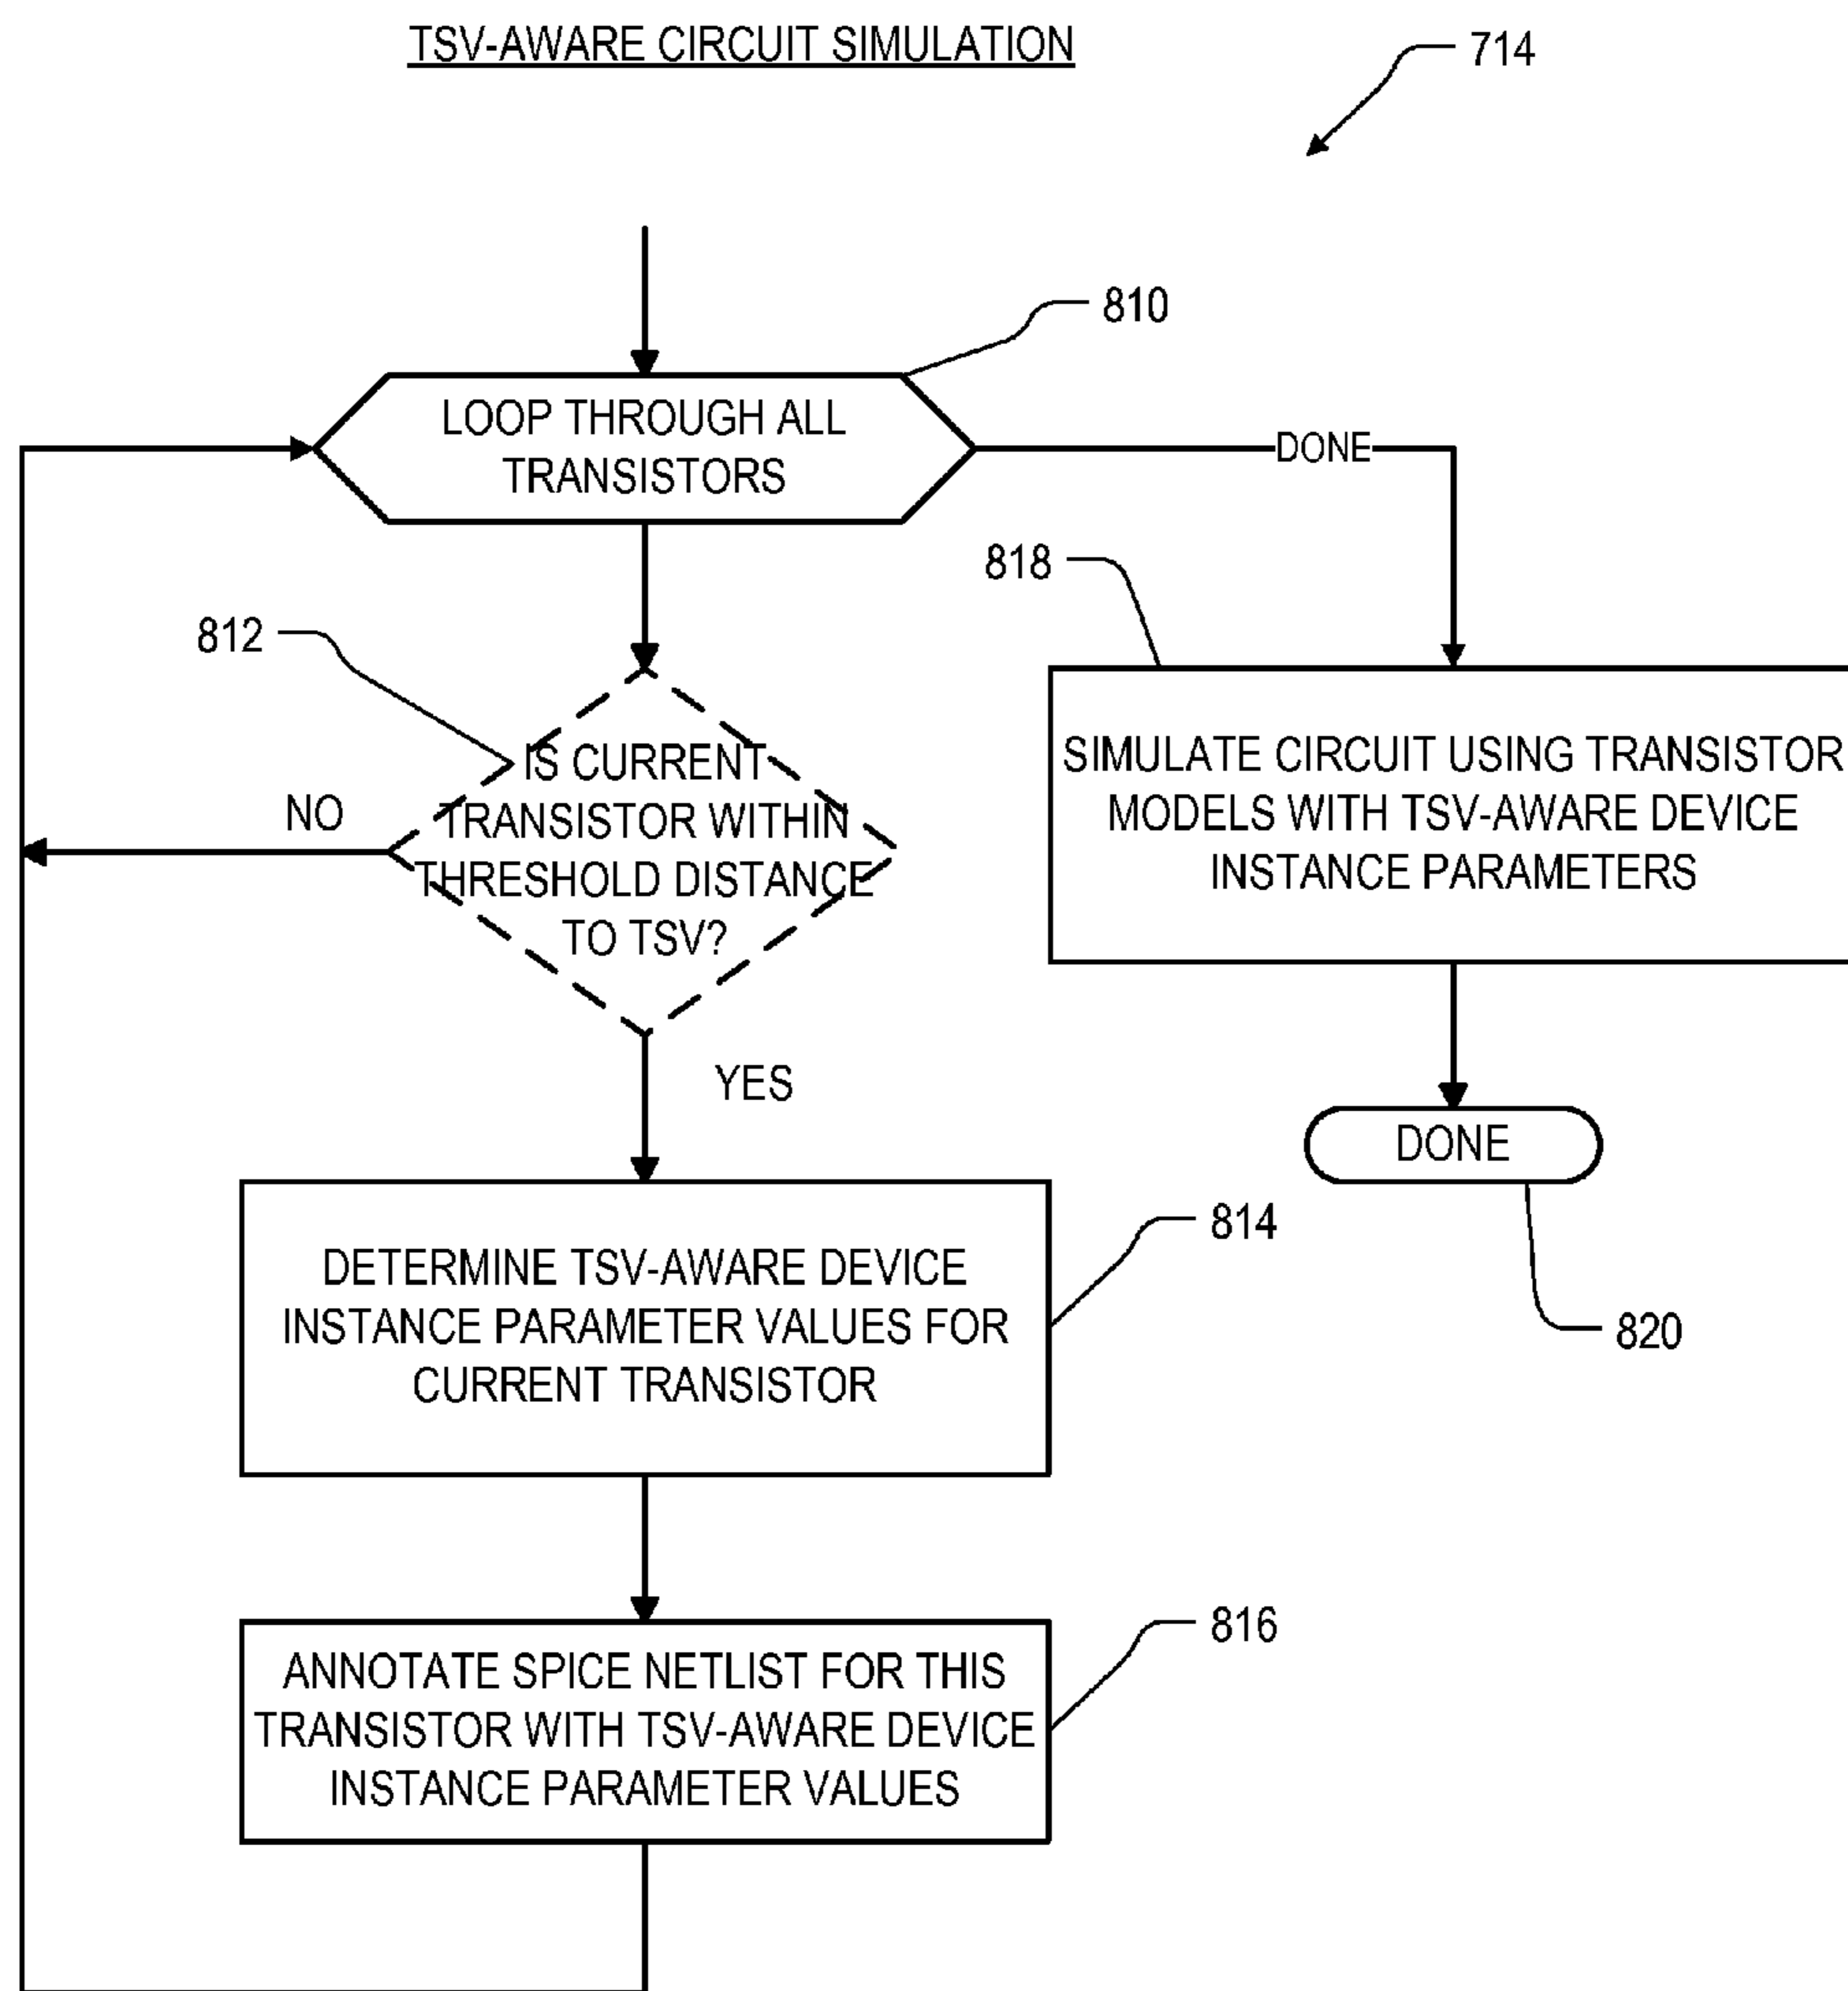 TSV-AWARE CIRCUIT SIMULATION
714
810
LOOP THROUGH ALL
TRANSISTORS
DONE
818
812
IS CURRENT
TRANSISTOR WITHIN
THRESHOLD DISTANCE
TO TSV?
NO
SIMULATE CIRCUIT USING TRANSISTOR
MODELS WITH TSV-AWARE DEVICE
INSTANCE PARAMETERS
YES
DONE
820
814
DETERMINE TSV-AWARE DEVICE
INSTANCE PARAMETER VALUES FOR
CURRENT TRANSISTOR
816
ANNOTATE SPICE NETLIST FOR THIS
TRANSISTOR WITH TSV-AWARE DEVICE
INSTANCE PARAMETER VALUES